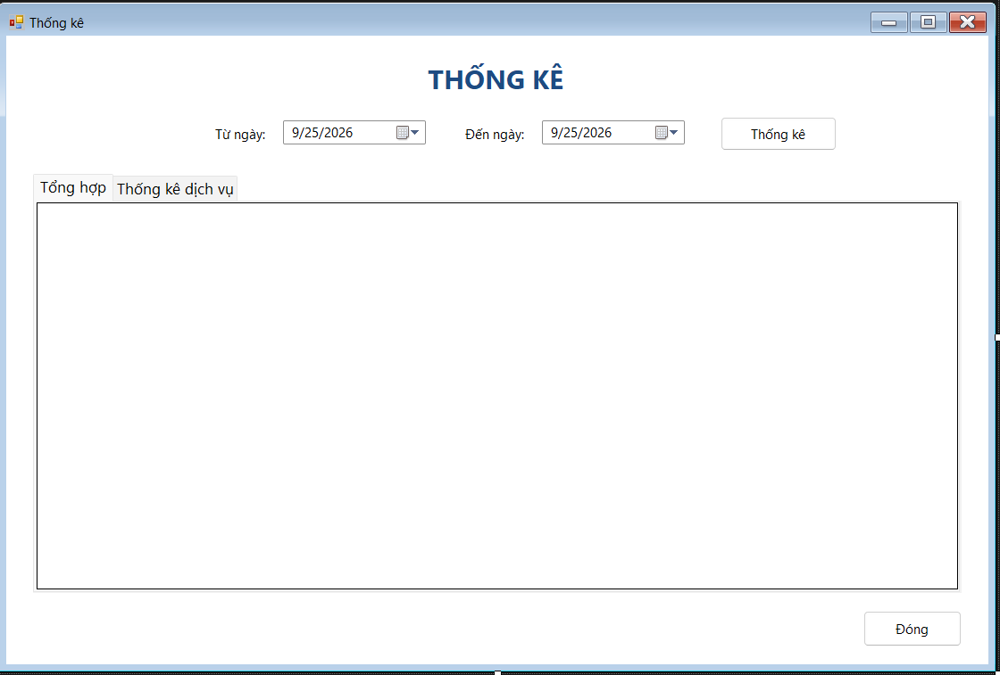 Thống kê
THỐNG KÊ
Từ ngày: 9/25/2026 Đến ngày: 9/25/2026 Thống kê
Tổng hợp Thống kê dịch vụ
Đóng